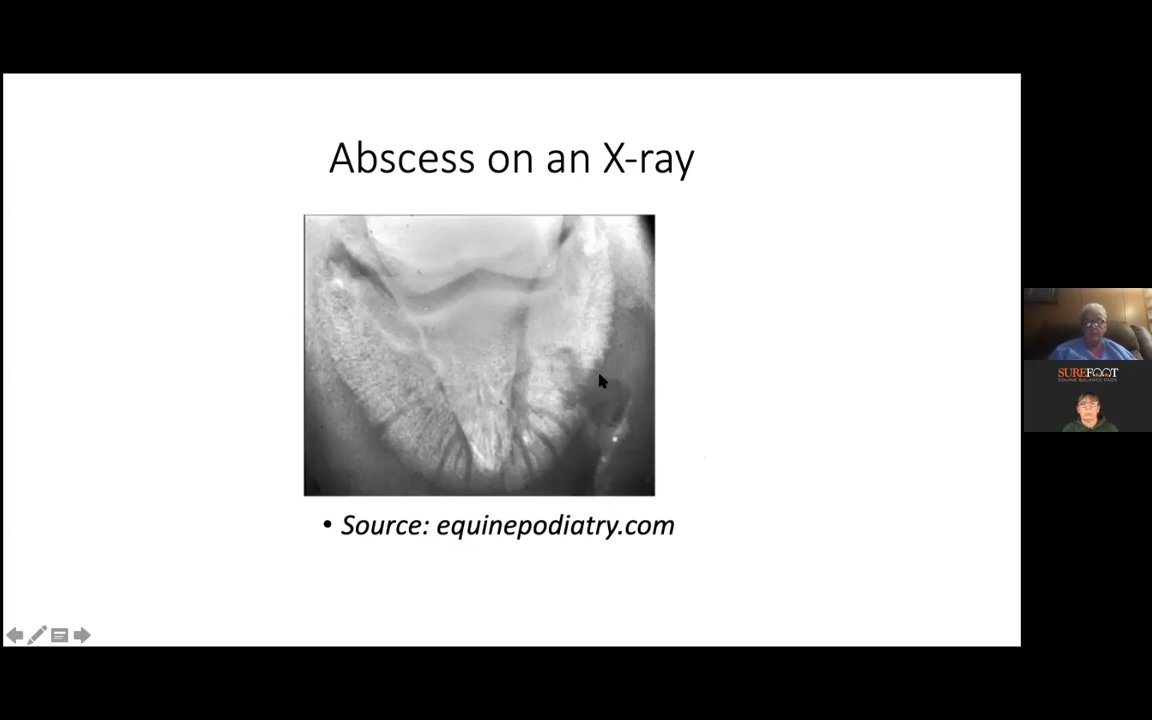 Abscess on an X-ray
• Source: equinepodiatry.com
SUREFOOT
EQUINE BALANCE PADS